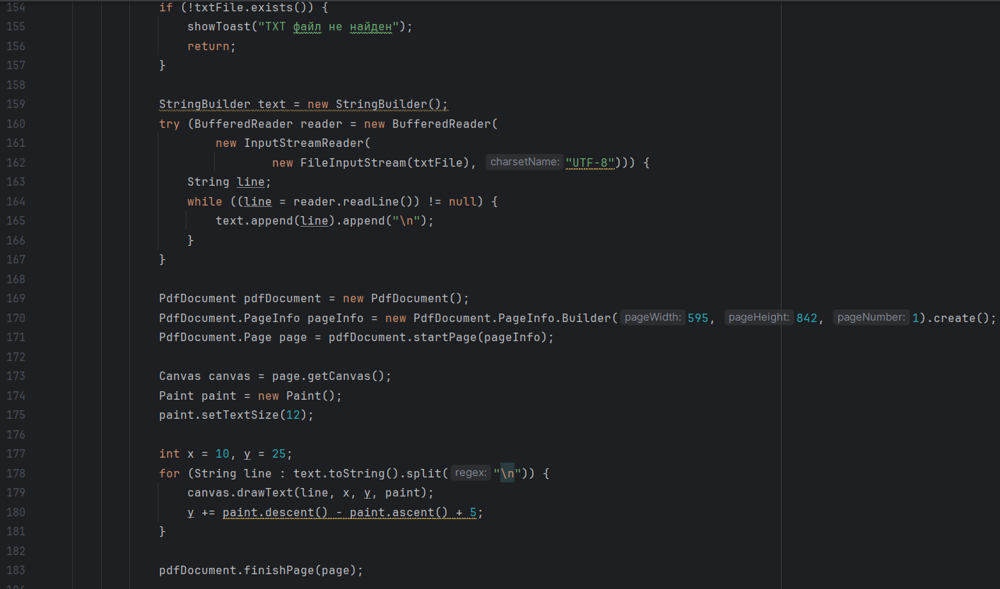 154 if (!txtFile.exists()) {
155 showToast("TXT файл не найден");
156 return;
157 }
158
159 StringBuilder text = new StringBuilder();
160 try (BufferedReader reader = new BufferedReader(
161 new InputStreamReader(
162 new FileInputStream(txtFile), charsetName: "UTF-8"))) {
163 String line;
164 while ((line = reader.readLine()) != null) {
165 text.append(line).append("\n");
166 }
167 }
168
169 PdfDocument pdfDocument = new PdfDocument();
170 PdfDocument.PageInfo pageInfo = new PdfDocument.PageInfo.Builder( pageWidth: 595, pageHeight: 842, pageNumber: 1).create();
171 PdfDocument.Page page = pdfDocument.startPage(pageInfo);
172
173 Canvas canvas = page.getCanvas();
174 Paint paint = new Paint();
175 paint.setTextSize(12);
176
177 int x = 10, y = 25;
178 for (String line : text.toString().split( regex: "\n")) {
179 canvas.drawText(line, x, y, paint);
180 y += paint.descent() - paint.ascent() + 5;
181 }
182
183 pdfDocument.finishPage(page);